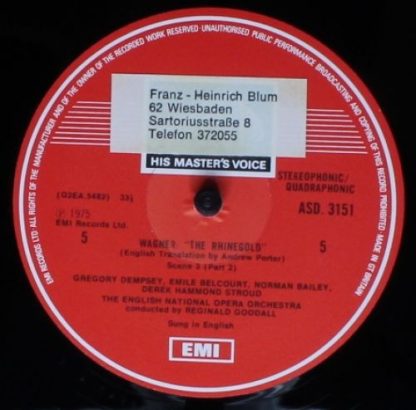 EMI RECORDS LTD·ALL RIGHTS OF THE MANUFACTURER AND OF THE OWNER OF THE RECORDED WORK RESERVED·UNAUTHORISED PUBLIC PERFORMANCE BROADCASTING AND COPYING OF THIS RECORD PROHIBITED·MADE IN GT BRITAIN
Franz - Heinrich Blum
62 Wiesbaden
Sartoriusstraße 8
Telefon 372055
HIS MASTER'S VOICE
STEREOPHONIC/
QUADRAPHONIC
33⅓
ASD. 3151
℗ 1975
EMI Records Ltd.
5
5
WAGNER: "THE RHINEGOLD"
(English Translation by Andrew Porter)
Scene 3 (Part 2)
GREGORY DEMPSEY, EMILE BELCOURT, NORMAN BAILEY,
DEREK HAMMOND STROUD
THE ENGLISH NATIONAL OPERA ORCHESTRA
conducted by REGINALD GOODALL
Sung in English
EMI